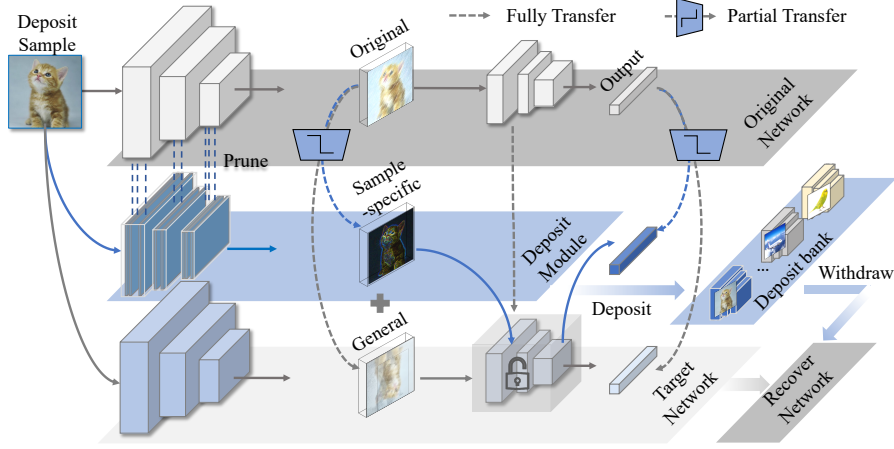 Deposit
Sample
Fully Transfer
Partial Transfer
Original
Output
Original
Network
Prune
Sample
-specific
Deposit
Module
Deposit
...
Deposit bank
Withdraw
General
Target
Network
Recover
Network